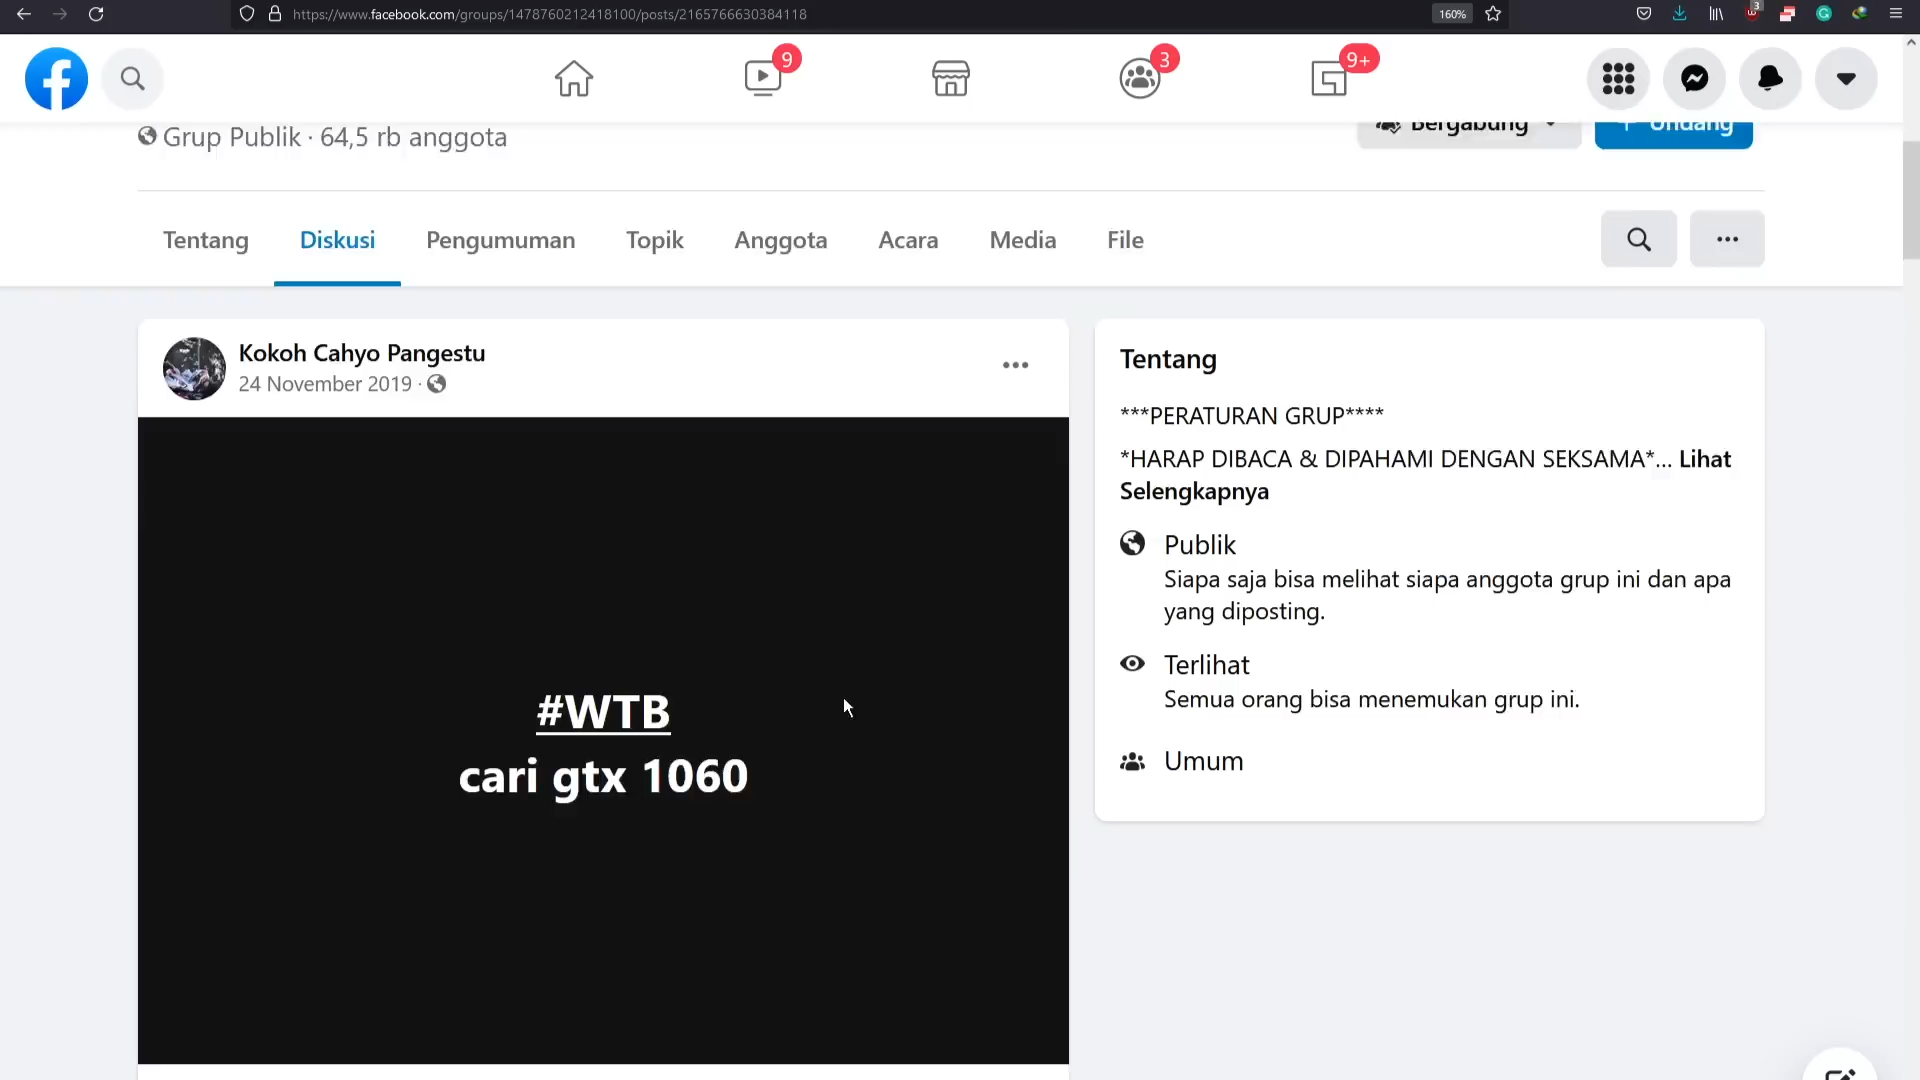 https://www.facebook.com/groups/1478760212418100/posts/2165766630384118
160%
3
9
3
9+
Grup Publik · 64,5 rb anggota
Bergabung
+ Undang
Tentang
Diskusi
Pengumuman
Topik
Anggota
Acara
Media
File
Kokoh Cahyo Pangestu
24 November 2019 ·
#WTB
cari gtx 1060
Tentang
***PERATURAN GRUP****
*HARAP DIBACA & DIPAHAMI DENGAN SEKSAMA*... Lihat
Selengkapnya
Publik
Siapa saja bisa melihat siapa anggota grup ini dan apa
yang diposting.
Terlihat
Semua orang bisa menemukan grup ini.
Umum